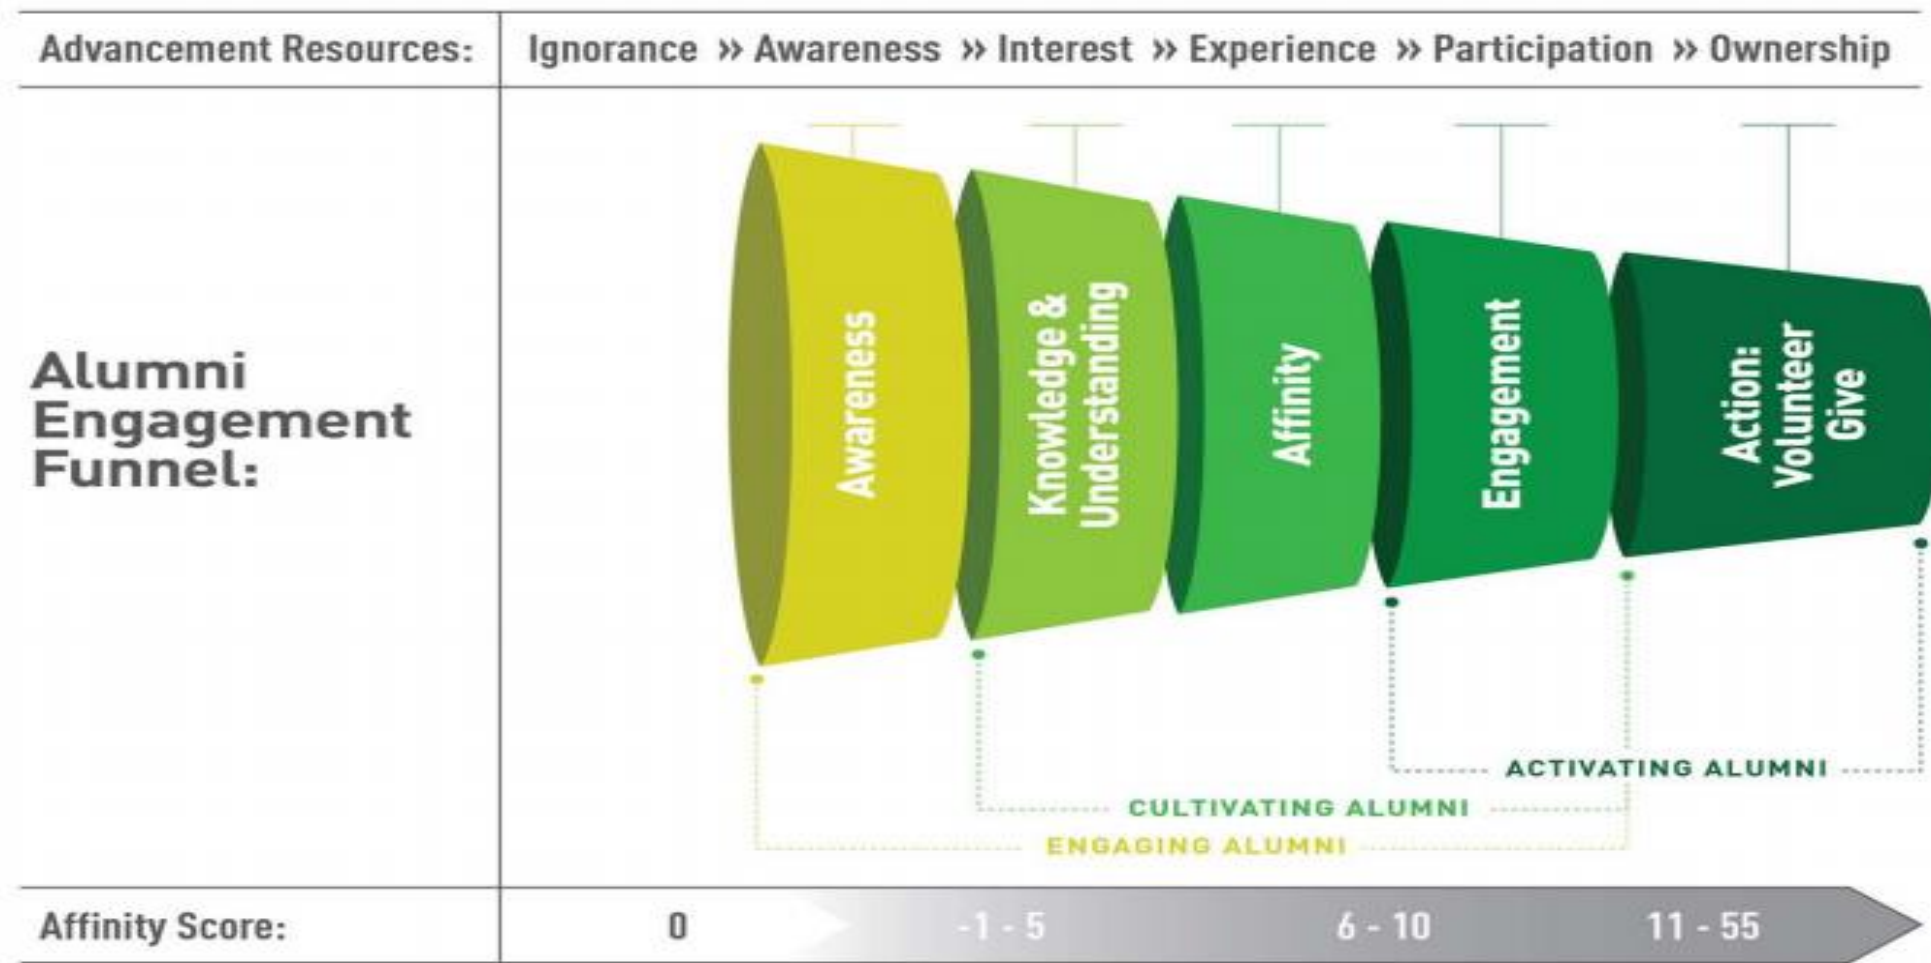 Advancement Resources:
Ignorance » Awareness » Interest » Experience » Participation » Ownership
Alumni
Engagement
Funnel:
Awareness
Knowledge &
Understanding
Affinity
Engagement
Action:
Volunteer
Give
ACTIVATING ALUMNI
CULTIVATING ALUMNI
ENGAGING ALUMNI
Affinity Score:
0
-1 - 5
6 - 10
11 - 55